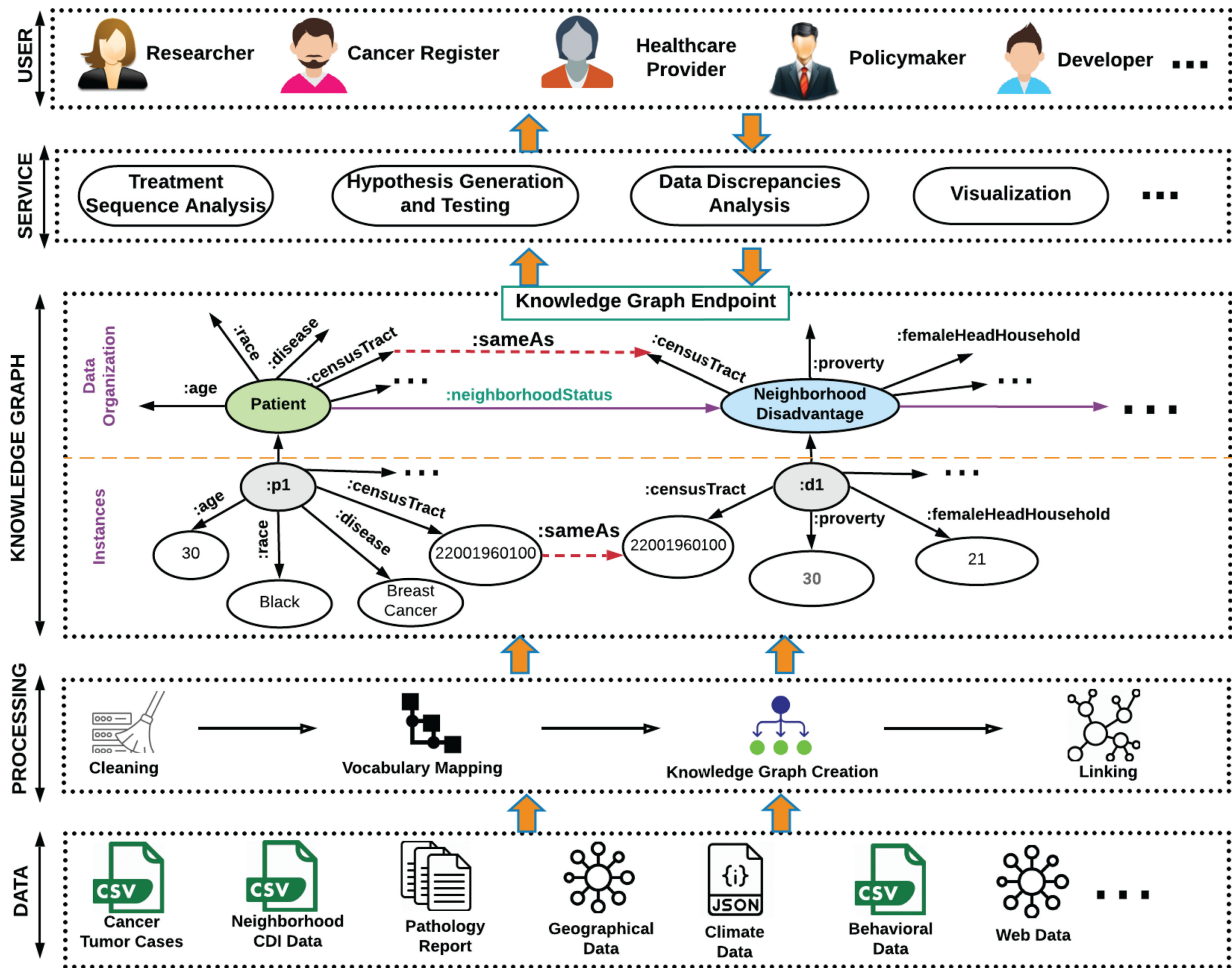 USER
Researcher
Cancer Register
Healthcare
Provider
Policymaker
Developer
...
SERVICE
Treatment
Sequence Analysis
Hypothesis Generation
and Testing
Data Discrepancies
Analysis
Visualization
...
KNOWLEDGE GRAPH
Knowledge Graph Endpoint
Data
Organization
:age
:race
:disease
:censusTract
...
Patient
:sameAs
:neighborhoodStatus
:censusTract
:proverty
:femaleHeadHousehold
...
Neighborhood
Disadvantage
...
Instances
:p1
...
:age
:race
:disease
:censusTract
30
Black
Breast
Cancer
22001960100
:sameAs
22001960100
:censusTract
:d1
...
:proverty
:femaleHeadHousehold
30
21
PROCESSING
Cleaning
Vocabulary Mapping
Knowledge Graph Creation
Linking
DATA
CSV
Cancer
Tumor Cases
CSV
Neighborhood
CDI Data
Pathology
Report
Geographical
Data
{i}
JSON
Climate
Data
CSV
Behavioral
Data
Web Data
...